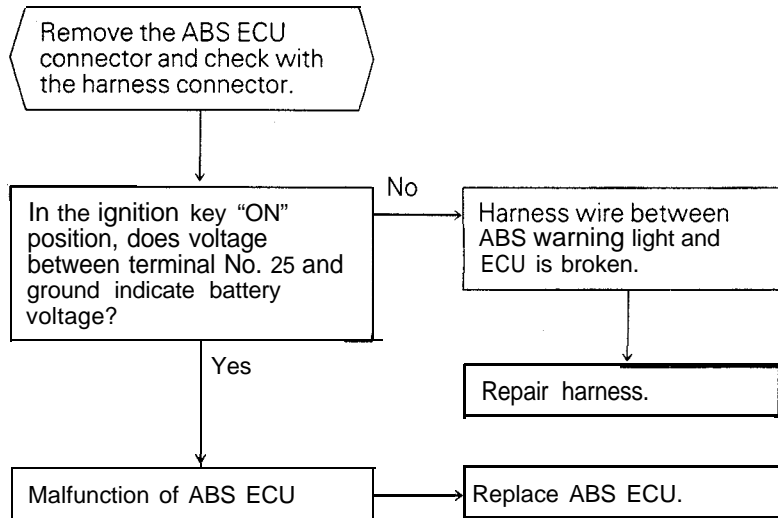 Remove the ABS ECU
connector and check with
the harness connector.
No
In the ignition key “ON”
position, does voltage
between terminal No. 25 and
ground indicate battery
voltage?
Harness wire between
ABS warning light and
ECU is broken.
Yes
Repair harness.
Malfunction of ABS ECU
Replace ABS ECU.